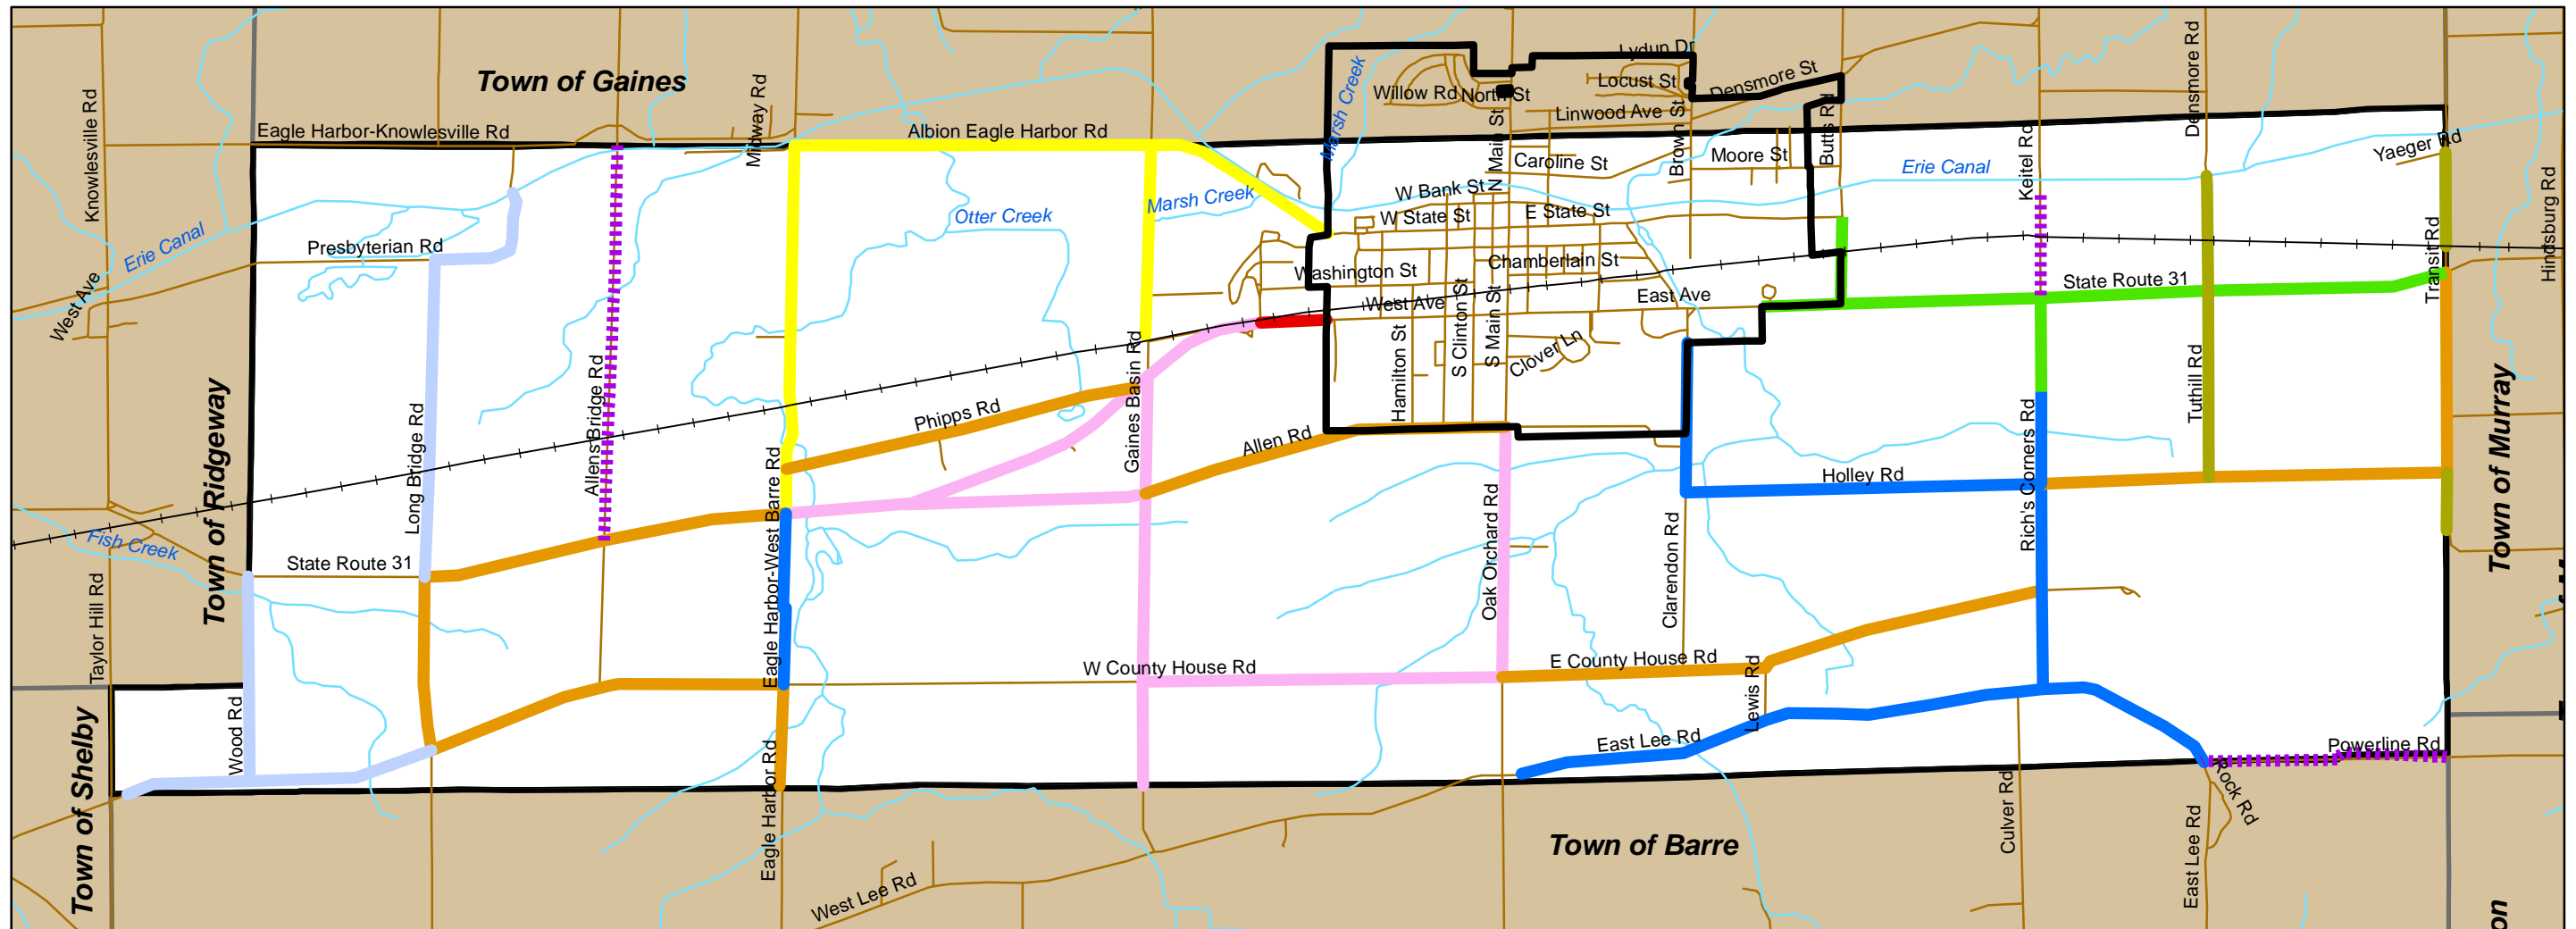 Lydun Dr
Town of Gaines
Locust St
Densmore St
Densmore Rd
Willow Rd
North St
Linwood Ave
Knowlesville Rd
Midway Rd
Marsh Creek
Eagle Harbor-Knowlesville Rd
Albion Eagle Harbor Rd
N Main St
Brown St
Butts Rd
Moore St
Caroline St
Keitel Rd
Erie Canal
Yaeger Rd
Hindsburg Rd
W Bank St
Marsh Creek
Otter Creek
W State St
E State St
Erie Canal
Presbyterian Rd
Washington St
Chamberlain St
State Route 31
Transit Rd
West Ave
West Ave
East Ave
Hamilton St
S Clinton St
S Main St
Clover Ln
Gaines Basin Rd
Tuthill Rd
Town of Murray
Town of Ridgeway
Long Bridge Rd
Allens Bridge Rd
Phipps Rd
Allen Rd
Holley Rd
Rich's Corners Rd
Fish Creek
State Route 31
Eagle Harbor-West Barre Rd
Oak Orchard Rd
Clarendon Rd
Taylor Hill Rd
W County House Rd
E County House Rd
Lewis Rd
Wood Rd
Town of Shelby
East Lee Rd
Powerline Rd
Eagle Harbor Rd
Town of Barre
Culver Rd
East Lee Rd
Rock Rd
West Lee Rd
on